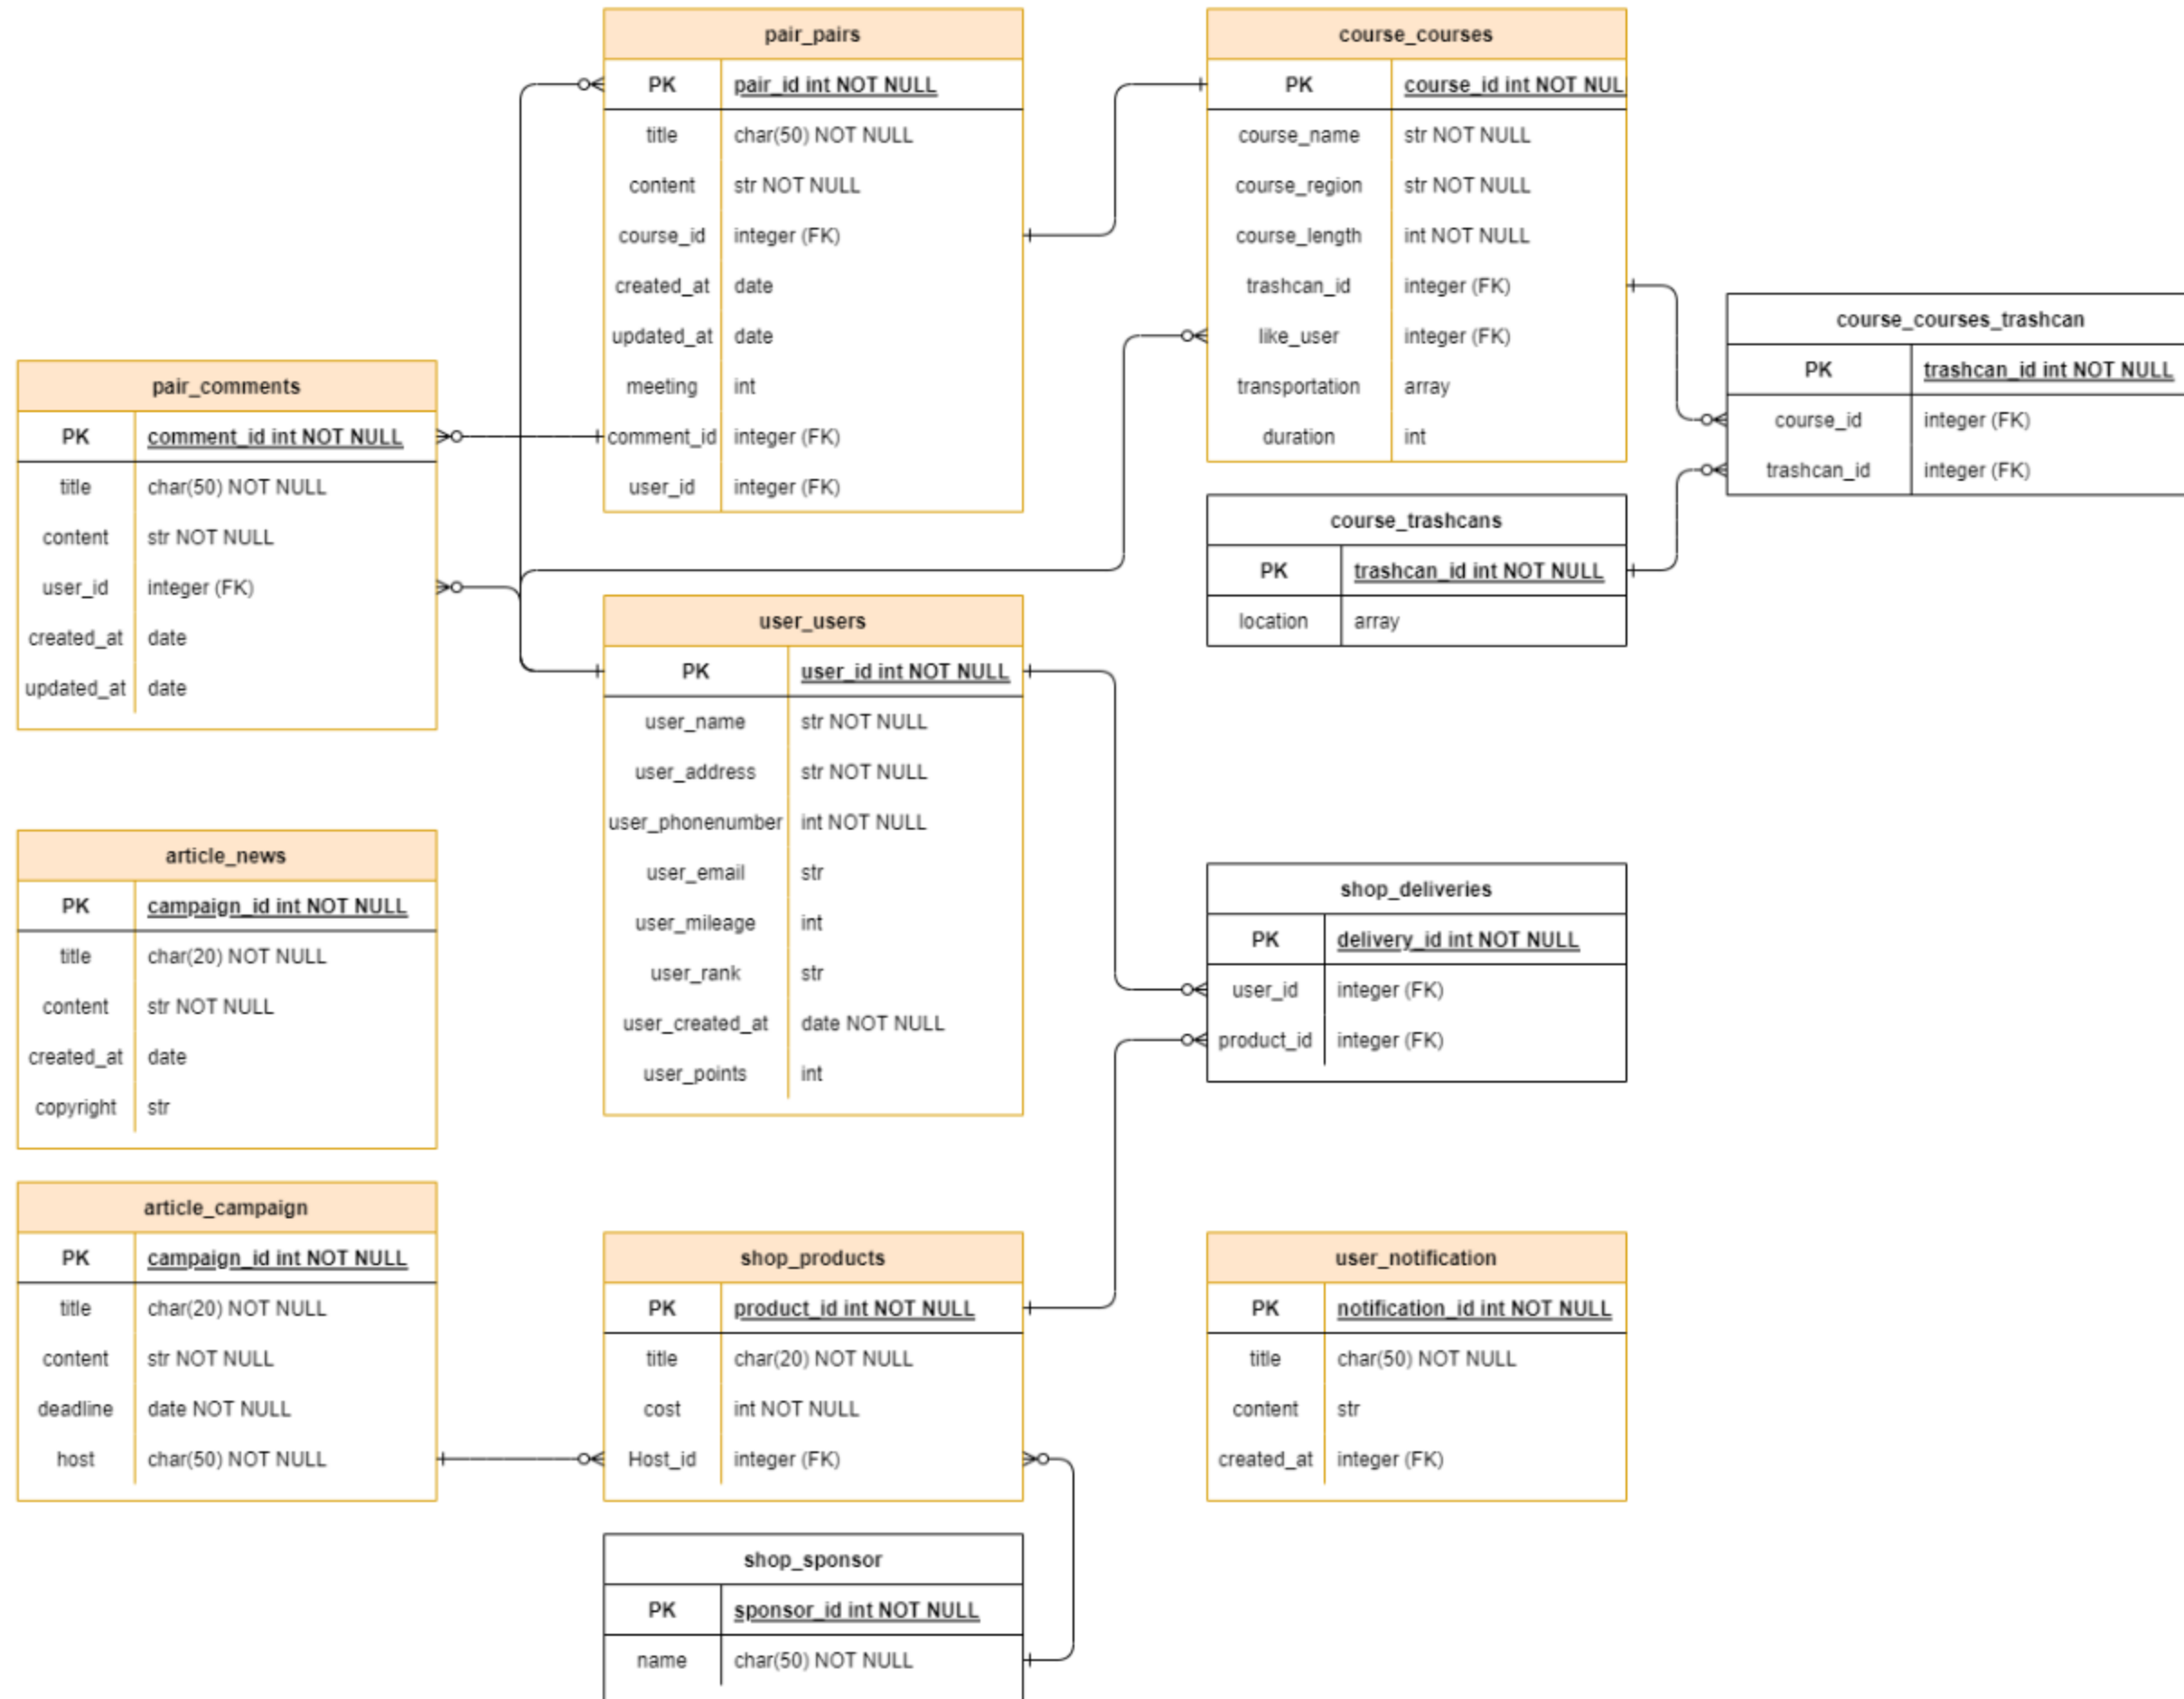 pair_pairs
PK pair_id int NOT NULL
title char(50) NOT NULL
content str NOT NULL
course_id integer (FK)
created_at date
updated_at date
meeting int
comment_id integer (FK)
user_id integer (FK)
course_courses
PK course_id int NOT NUL
course_name str NOT NULL
course_region str NOT NULL
course_length int NOT NULL
trashcan_id integer (FK)
like_user integer (FK)
transportation array
duration int
course_courses_trashcan
PK trashcan_id int NOT NULL
course_id integer (FK)
trashcan_id integer (FK)
pair_comments
PK comment_id int NOT NULL
title char(50) NOT NULL
content str NOT NULL
user_id integer (FK)
created_at date
updated_at date
course_trashcans
PK trashcan_id int NOT NULL
location array
user_users
PK user_id int NOT NULL
user_name str NOT NULL
user_address str NOT NULL
user_phonenumber int NOT NULL
user_email str
user_mileage int
user_rank str
user_created_at date NOT NULL
user_points int
article_news
PK campaign_id int NOT NULL
title char(20) NOT NULL
content str NOT NULL
created_at date
copyright str
shop_deliveries
PK delivery_id int NOT NULL
user_id integer (FK)
product_id integer (FK)
article_campaign
PK campaign_id int NOT NULL
title char(20) NOT NULL
content str NOT NULL
deadline date NOT NULL
host char(50) NOT NULL
shop_products
PK product_id int NOT NULL
title char(20) NOT NULL
cost int NOT NULL
Host_id integer (FK)
user_notification
PK notification_id int NOT NULL
title char(50) NOT NULL
content str
created_at integer (FK)
shop_sponsor
PK sponsor_id int NOT NULL
name char(50) NOT NULL